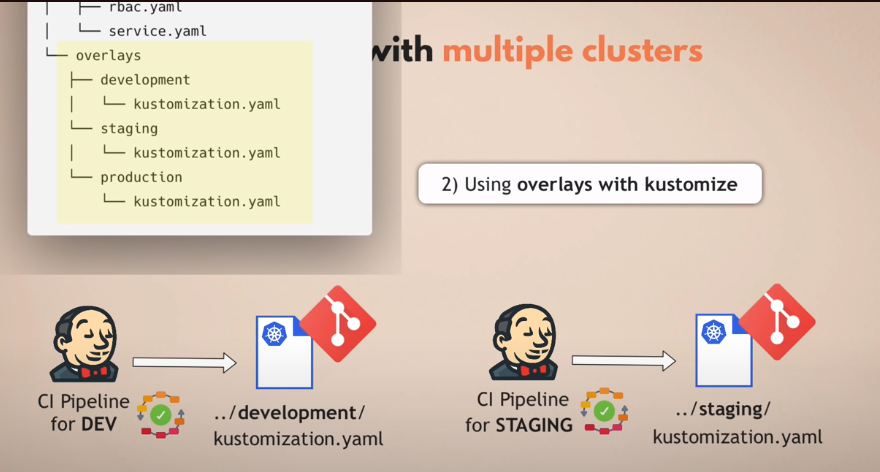 │   ├── rbac.yaml
│   └── service.yaml
└── overlays
├── development
│   └── kustomization.yaml
└── staging
│   └── kustomization.yaml
└── production
└── kustomization.yaml
with multiple clusters
2) Using overlays with kustomize
CI Pipeline
for DEV
../development/
kustomization.yaml
CI Pipeline
for STAGING
../staging/
kustomization.yaml